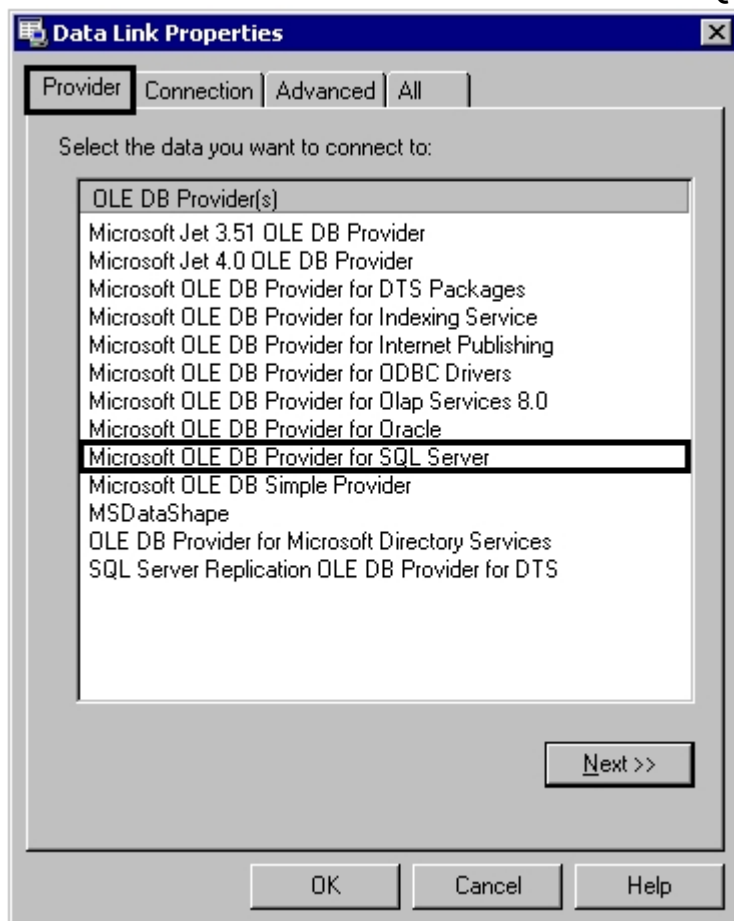 Data Link Properties
Provider Connection Advanced All
Select the data you want to connect to:
OLE DB Provider(s)
Microsoft Jet 3.51 OLE DB Provider
Microsoft Jet 4.0 OLE DB Provider
Microsoft OLE DB Provider for DTS Packages
Microsoft OLE DB Provider for Indexing Service
Microsoft OLE DB Provider for Internet Publishing
Microsoft OLE DB Provider for ODBC Drivers
Microsoft OLE DB Provider for Olap Services 8.0
Microsoft OLE DB Provider for Oracle
Microsoft OLE DB Provider for SQL Server
Microsoft OLE DB Simple Provider
MSDataShape
OLE DB Provider for Microsoft Directory Services
SQL Server Replication OLE DB Provider for DTS
Next >>
OK Cancel Help